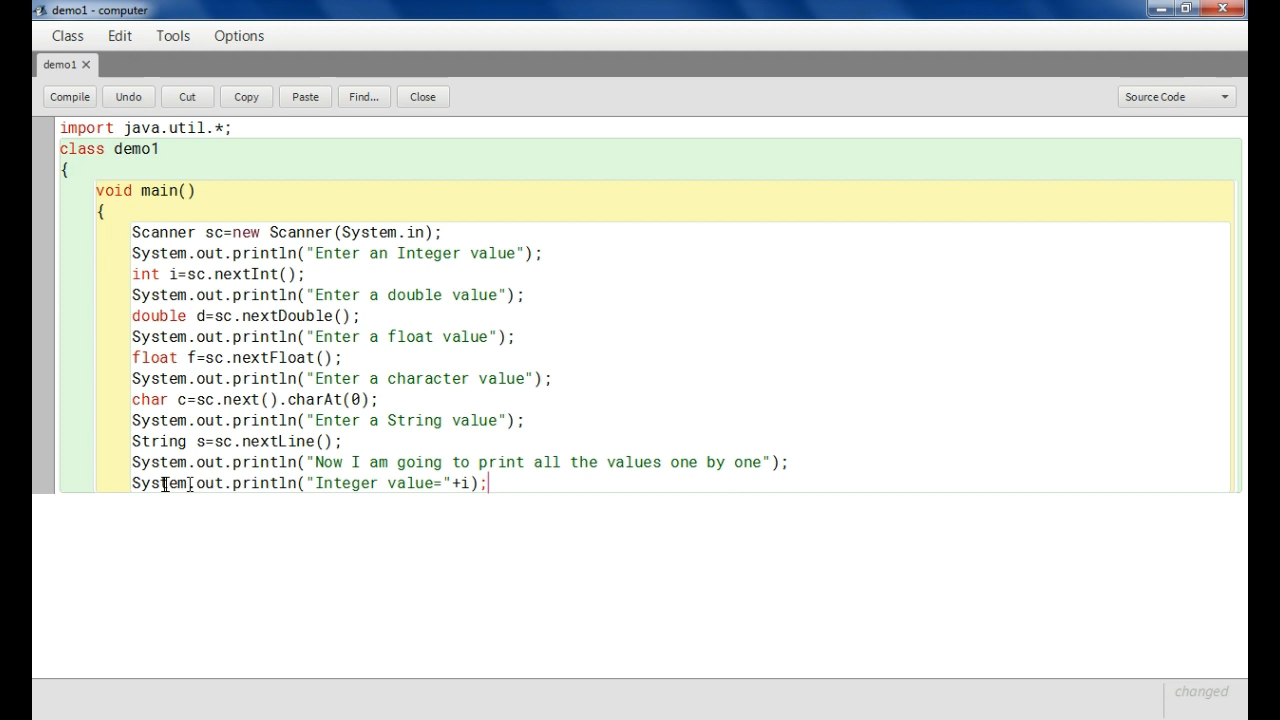 demo1 - computer
Class Edit Tools Options
demo1
Compile Undo Cut Copy Paste Find... Close Source Code
import java.util.*;
class demo1
{
void main()
{
Scanner sc=new Scanner(System.in);
System.out.println("Enter an Integer value");
int i=sc.nextInt();
System.out.println("Enter a double value");
double d=sc.nextDouble();
System.out.println("Enter a float value");
float f=sc.nextFloat();
System.out.println("Enter a character value");
char c=sc.next().charAt(0);
System.out.println("Enter a String value");
String s=sc.nextLine();
System.out.println("Now I am going to print all the values one by one");
System.out.println("Integer value="+i);
changed